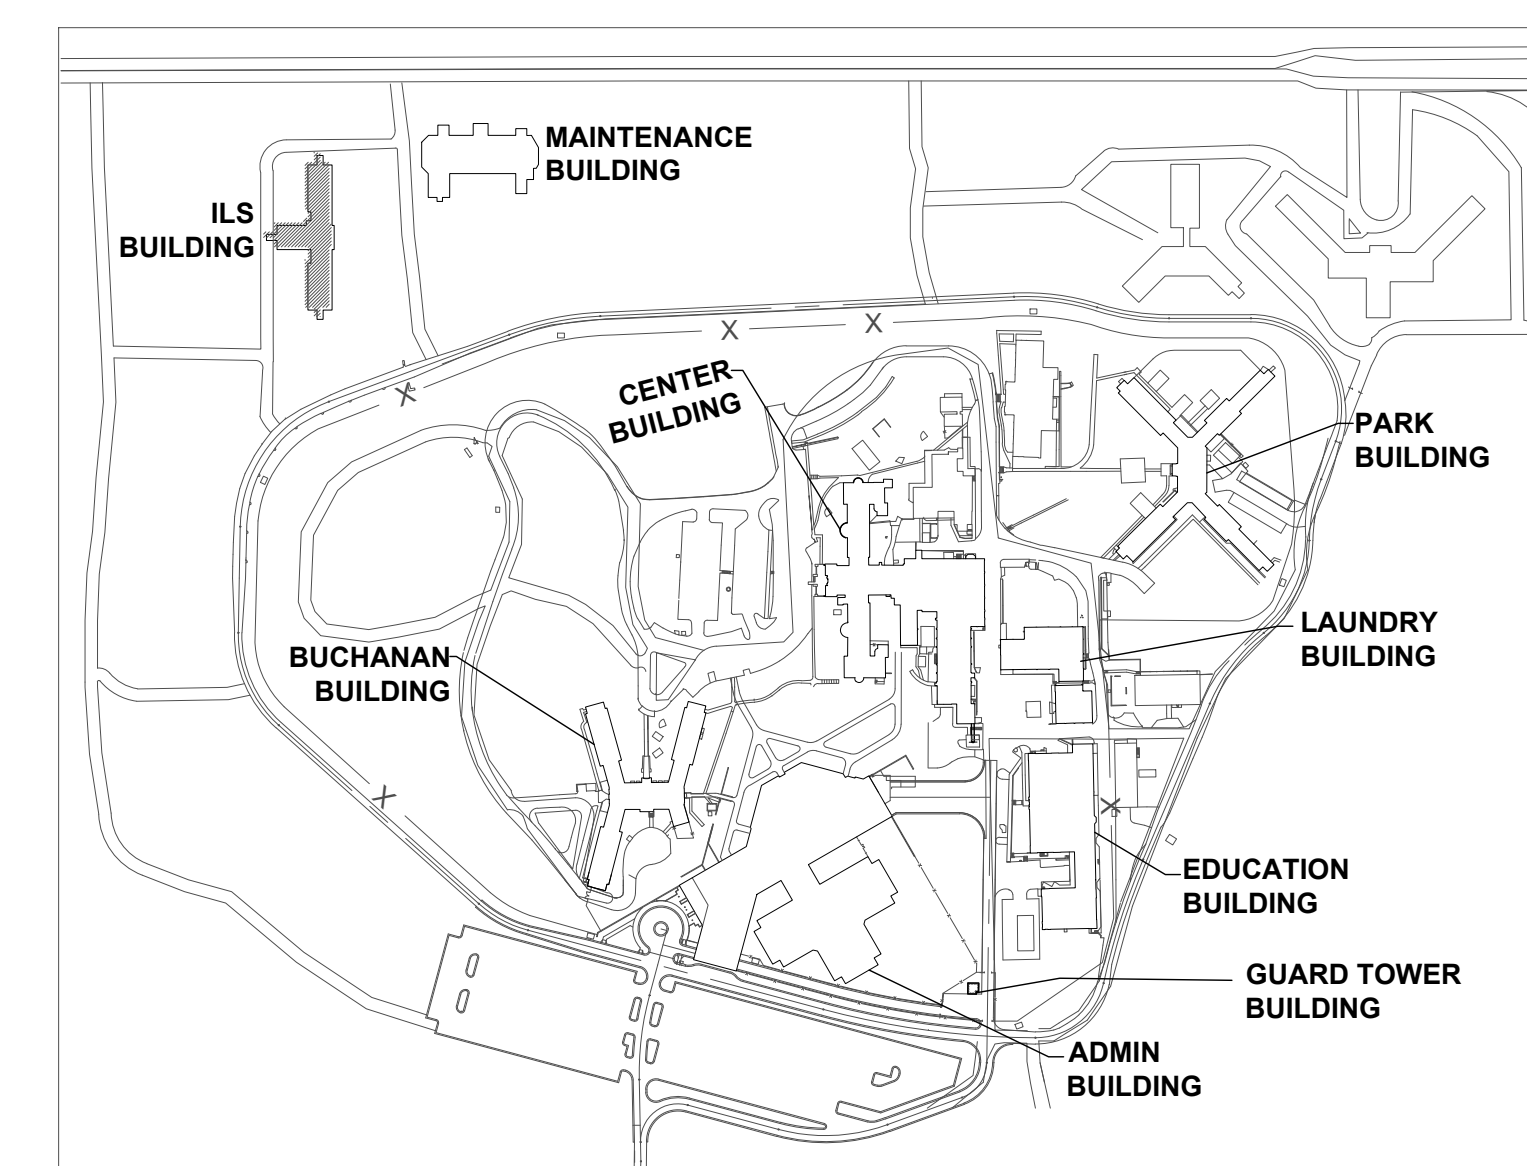 MAINTENANCE
BUILDING
ILS
BUILDING
X
X
X
CENTER
BUILDING
PARK
BUILDING
LAUNDRY
BUILDING
BUCHANAN
BUILDING
X
X
EDUCATION
BUILDING
GUARD TOWER
BUILDING
ADMIN
BUILDING